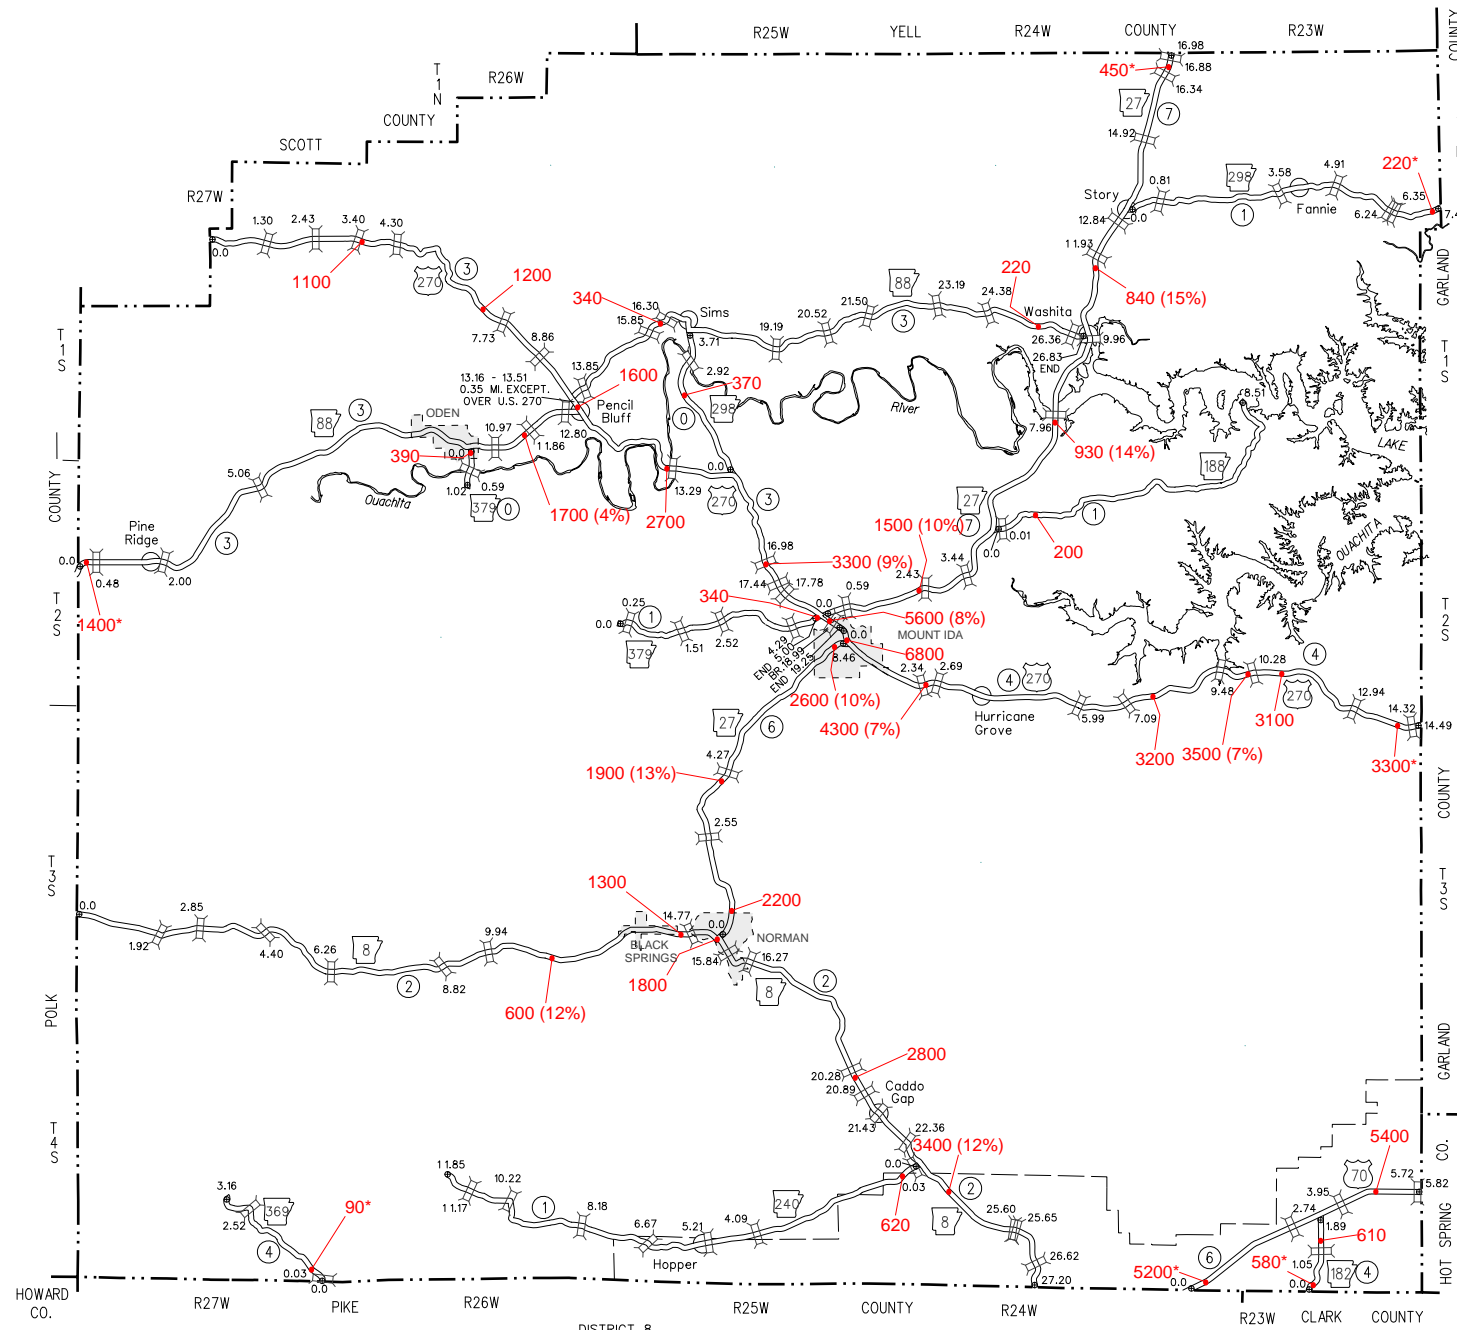 R25W
YELL
R24W
COUNTY
R23W
COUNTY
16.98
450*
16.88
16.34
T
1
N
R26W
27
7
14.92
COUNTY
SCOTT
298
3.58
4.91
220*
R27W
Story
0.81
Fannie
6.35
6.24
7.4
0.0
12.84
1
1.30
2.43
3.40
4.30
0.0
11.93
GARLAND
1100
270
3
1200
340
16.30
15.85
Sims
21.50
88
23.19
24.38
220
Washita
840 (15%)
3
20.52
19.19
3.71
26.36
9.96
26.83
END
T
1
S
T
1
S
7.73
8.86
13.85
2.92
370
13.16 - 13.51
0.35 MI. EXCEPT.
OVER U.S. 270
1600
Pencil
Bluff
298
0
River
8.51
88
3
ODEN
10.97
11.86
12.80
7.96
930 (14%)
LAKE
390
0.0
0.0
188
5.06
1.02
0.59
379
0
Ouachita
1700 (4%)
2700
13.29
270
3
27
7
1500 (10%)
0.01
1
200
COUNTY
OUACHITA
Pine
Ridge
3
0.0
0.48
2.00
1400*
16.98
3300 (9%)
3.44
0.0
T
2
S
T
2
S
17.44
17.78
0.59
2.43
340
0.0
5600 (8%)
0.25
1
0.0
379
1.51
2.52
4.29
END 5.00
BR.18.99
END 19.25
0.0
MOUNT IDA
6800
8.46
2600 (10%)
2.34
2.69
4
270
10.28
4
4300 (7%)
Hurricane
Grove
5.99
7.09
9.48
270
12.94
14.32
14.49
3200
3500 (7%)
3100
3300*
27
6
4.27
1900 (13%)
COUNTY
2.55
T
3
S
T
3
S
1300
2200
0.0
2.85
1.92
4.40
6.26
8
2
9.94
8.82
14.77
0.0
BLACK
SPRINGS
NORMAN
1800
15.84
16.27
8
2
600 (12%)
POLK
GARLAND
2800
20.28
20.89
Caddo
Gap
21.43
22.36
T
4
S
3400 (12%)
0.0
0.03
2
8
5400
CO.
70
5.72
5.82
3.95
2.74
1.89
610
3.16
369
2.52
90*
4
0.03
0.0
11.85
11.17
10.22
1
8.18
6.67
5.21
4.09
240
Hopper
620
25.60
25.65
26.62
27.20
6
5200*
0.0
580*
0.0
1.05
182
4
HOT SPRING
HOWARD
CO.
R27W
PIKE
R26W
R25W
COUNTY
R24W
R23W
CLARK
COUNTY
DISTRICT 8